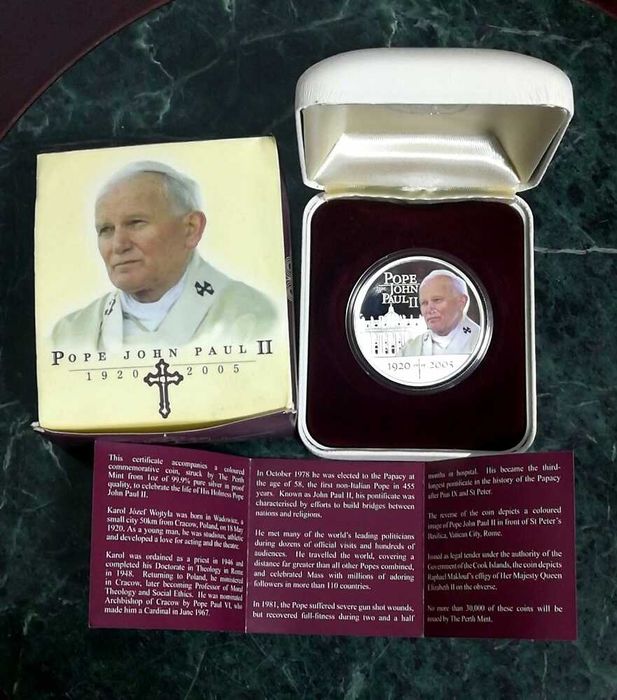 POPE JOHN PAUL II
1920 2005
POPE
JOHN
PAUL II
1920 2005
This certificate accompanies a coloured
commemorative coin, struck by The Perth
Mint from 1oz of 99.9% pure silver in proof
quality, to celebrate the life of His Holiness Pope
John Paul II.
Karol Józef Wojtyla was born in Wadowice, a
small city 50km from Cracow, Poland, on 18 May
1920. As a young man, he was studious, athletic
and developed a love for acting and the theatre.
Karol was ordained as a priest in 1946 and
completed his Doctorate in Theology in Rome
in 1948. Returning to Poland, he ministered
in Cracow, later becoming Professor of Moral
Theology and Social Ethics. He was nominated
Archbishop of Cracow by Pope Paul VI, who
made him a Cardinal in June 1967.
In October 1978 he was elected to the Papacy at
the age of 58, the first non-Italian Pope in 455
years. Known as John Paul II, his pontificate was
characterised by efforts to build bridges between
nations and religions.
He met many of the world's leading politicians
during dozens of official visits and hundreds of
audiences. He travelled the world, covering a
distance far greater than all other Popes combined,
and celebrated Mass with millions of adoring
followers in more than 110 countries.
In 1981, the Pope suffered severe gun shot wounds,
but recovered full-fitness during two and a half
months in hospital. His became the third-
longest pontificate in the history of the Papacy
after Pius IX and St Peter.
The reverse of the coin depicts a coloured
image of Pope John Paul II in front of St Peter's
Basilica, Vatican City, Rome.
Issued as legal tender under the authority of the
Government of the Cook Islands, the coin depicts
Raphael Maklouf's effigy of Her Majesty Queen
Elizabeth II on the obverse.
No more than 30,000 of these coins will be
issued by The Perth Mint.